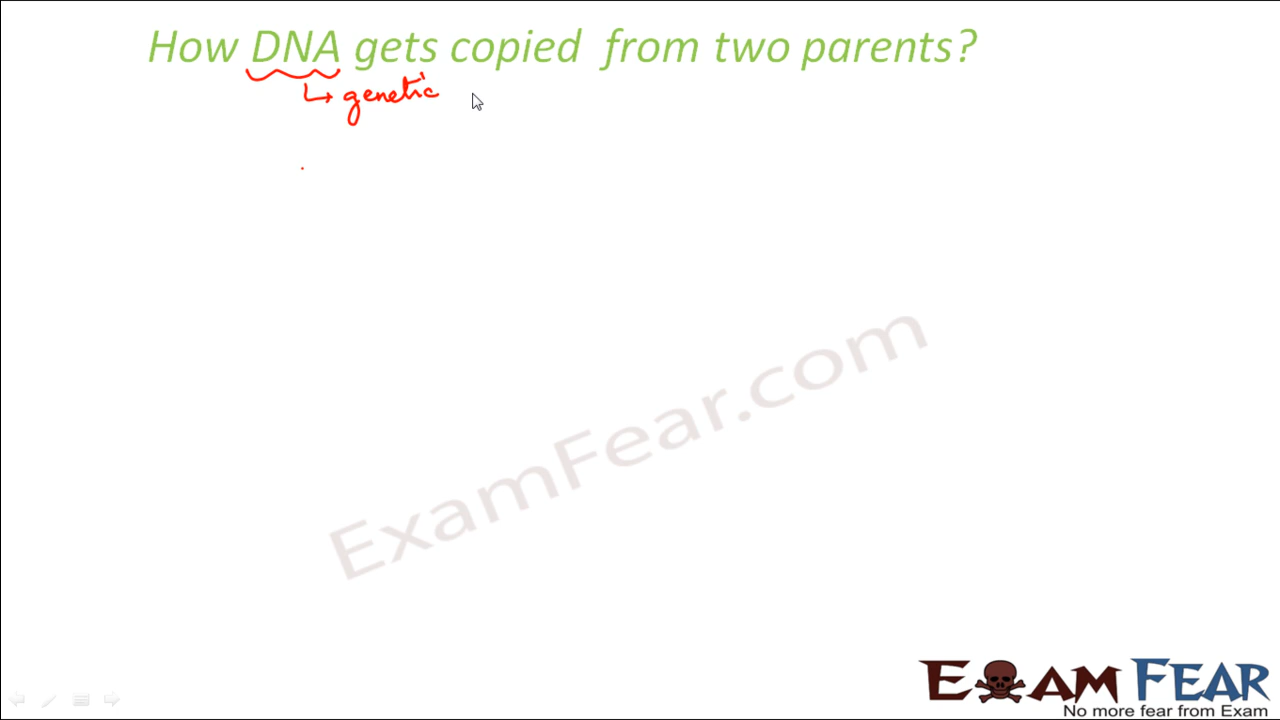 How DNA gets copied from two parents?
↳ genetic
ExamFear.com
EXAM FEAR
No more fear from Exam